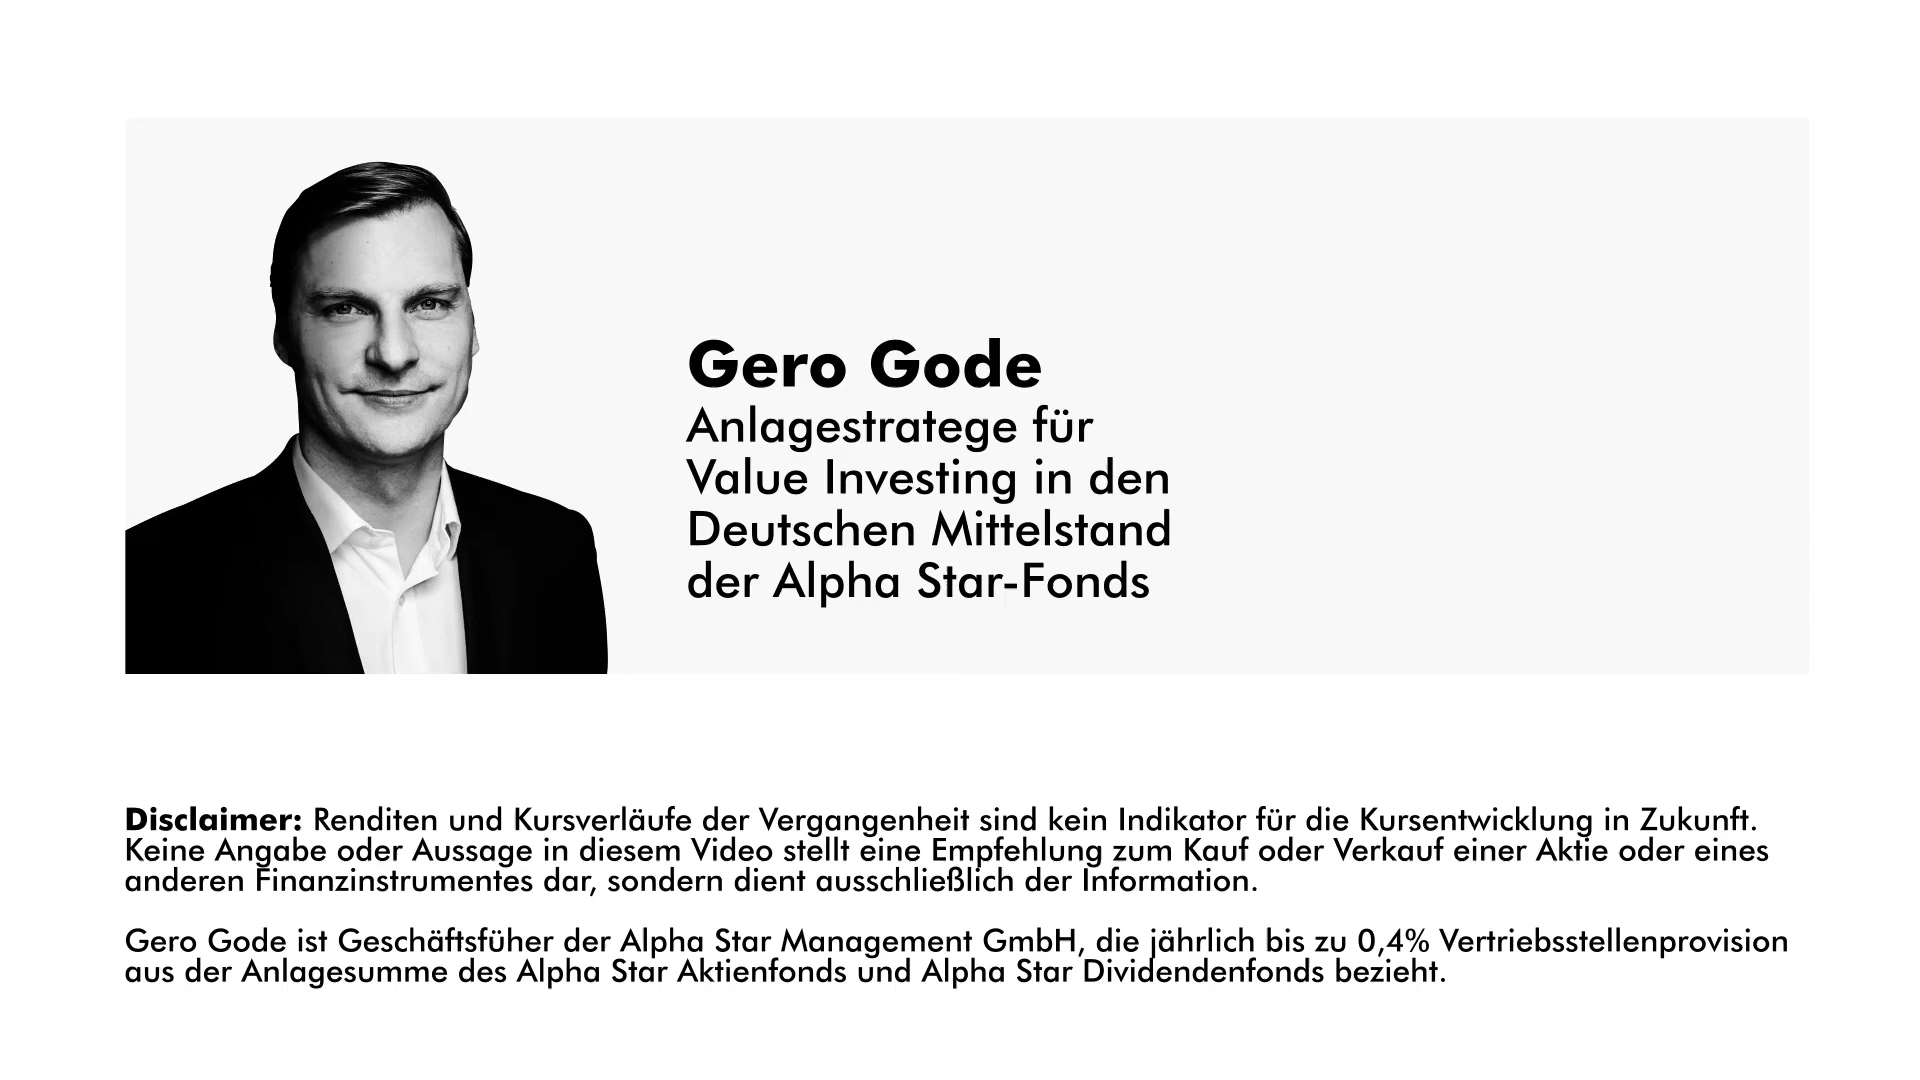 Gero Gode
Anlagestratege für
Value Investing in den
Deutschen Mittelstand
der Alpha Star-Fonds
Disclaimer: Renditen und Kursverläufe der Vergangenheit sind kein Indikator für die Kursentwicklung in Zukunft.
Keine Angabe oder Aussage in diesem Video stellt eine Empfehlung zum Kauf oder Verkauf einer Aktie oder eines
anderen Finanzinstrumentes dar, sondern dient ausschließlich der Information.
Gero Gode ist Geschäftsfüher der Alpha Star Management GmbH, die jährlich bis zu 0,4% Vertriebsstellenprovision
aus der Anlagesumme des Alpha Star Aktienfonds und Alpha Star Dividendenfonds bezieht.